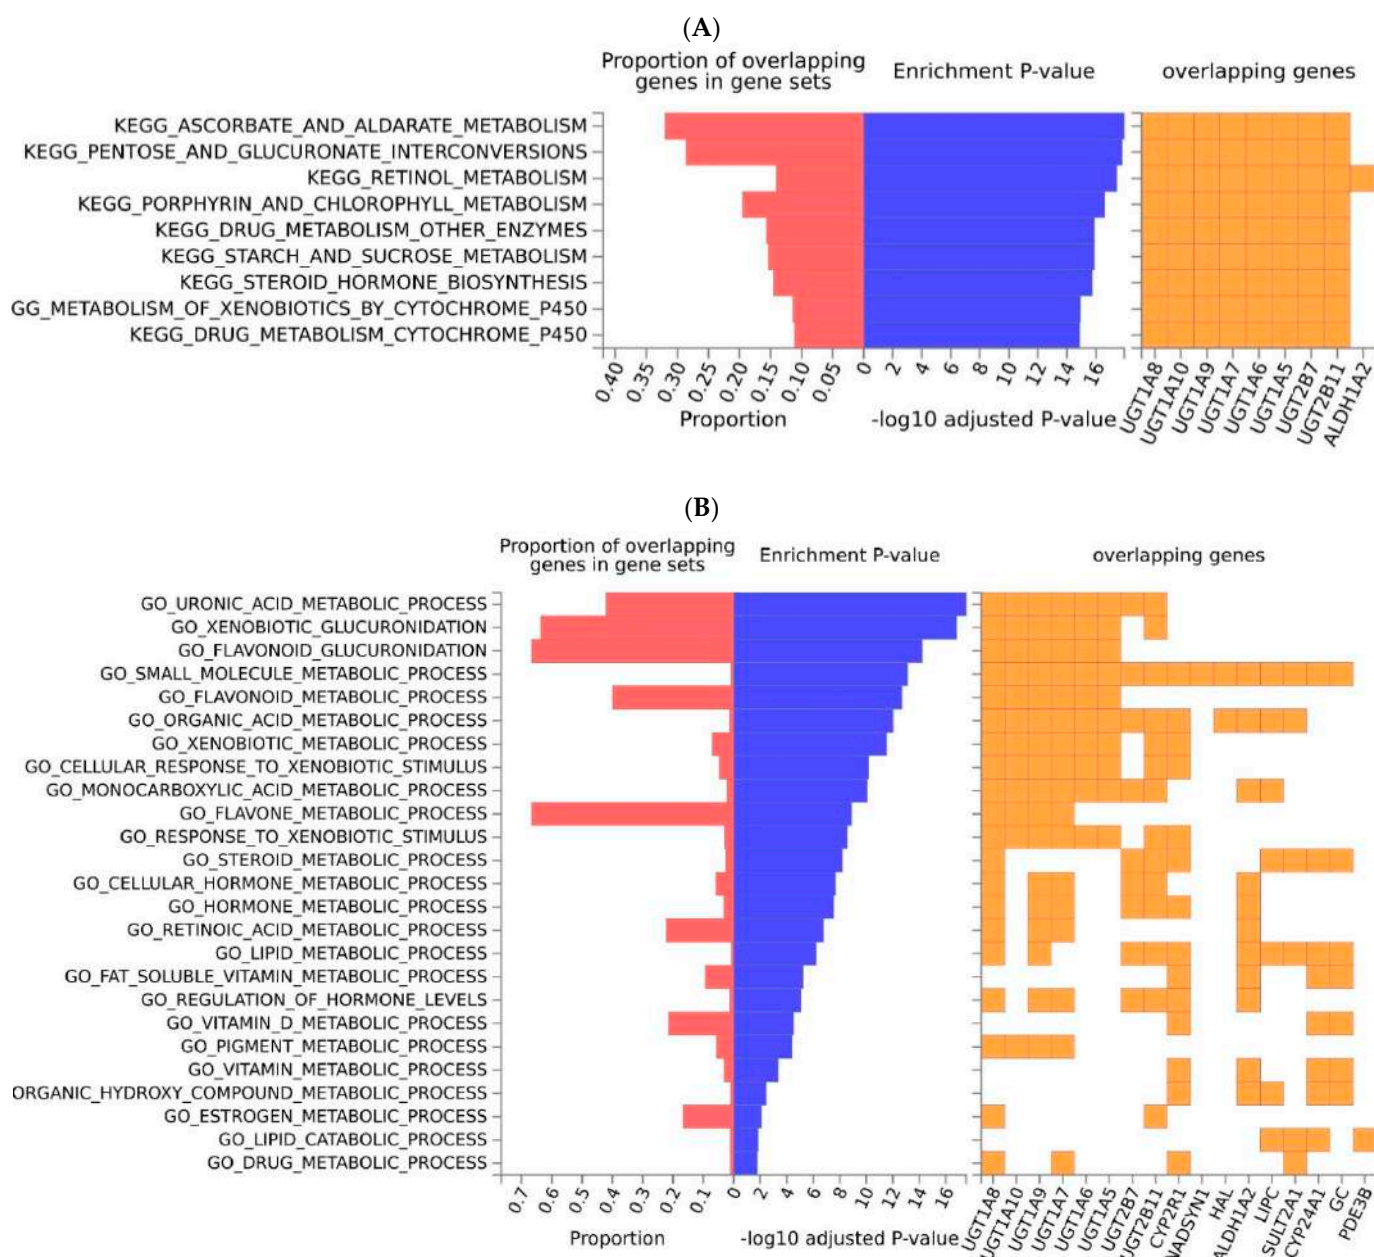 (A)
Proportion of overlapping
genes in gene sets
Enrichment P-value
overlapping genes
KEGG_ASCORBATE_AND_ALDARATE_METABOLISM
KEGG_PENTOSE_AND_GLUCURONATE_INTERCONVERSIONS
KEGG_RETINOL_METABOLISM
KEGG_PORPHYRIN_AND_CHLOROPHYLL_METABOLISM
KEGG_DRUG_METABOLISM_OTHER_ENZYMES
KEGG_STARCH_AND_SUCROSE_METABOLISM
KEGG_STEROID_HORMONE_BIOSYNTHESIS
GG_METABOLISM_OF_XENOBIOTICS_BY_CYTOCHROME_P450
KEGG_DRUG_METABOLISM_CYTOCHROME_P450
0.40 0.35 0.30 0.25 0.20 0.15 0.10 0.05 0 2 4 6 8 10 12 14 16
UGT1A8 UGT1A10 UGT1A9 UGT1A7 UGT1A6 UGT1A5 UGT2B7 UGT2B11 ALDH1A2
Proportion
-log10 adjusted P-value
(B)
Proportion of overlapping
genes in gene sets
Enrichment P-value
overlapping genes
GO_URONIC_ACID_METABOLIC_PROCESS
GO_XENOBIOTIC_GLUCURONIDATION
GO_FLAVONOID_GLUCURONIDATION
GO_SMALL_MOLECULE_METABOLIC_PROCESS
GO_FLAVONOID_METABOLIC_PROCESS
GO_ORGANIC_ACID_METABOLIC_PROCESS
GO_XENOBIOTIC_METABOLIC_PROCESS
GO_CELLULAR_RESPONSE_TO_XENOBIOTIC_STIMULUS
GO_MONOCARBOXYLIC_ACID_METABOLIC_PROCESS
GO_FLAVONE_METABOLIC_PROCESS
GO_RESPONSE_TO_XENOBIOTIC_STIMULUS
GO_STEROID_METABOLIC_PROCESS
GO_CELLULAR_HORMONE_METABOLIC_PROCESS
GO_HORMONE_METABOLIC_PROCESS
GO_RETINOIC_ACID_METABOLIC_PROCESS
GO_LIPID_METABOLIC_PROCESS
GO_FAT_SOLUBLE_VITAMIN_METABOLIC_PROCESS
GO_REGULATION_OF_HORMONE_LEVELS
GO_VITAMIN_D_METABOLIC_PROCESS
GO_PIGMENT_METABOLIC_PROCESS
GO_VITAMIN_METABOLIC_PROCESS
ORGANIC_HYDROXY_COMPOUND_METABOLIC_PROCESS
GO_ESTROGEN_METABOLIC_PROCESS
GO_LIPID_CATABOLIC_PROCESS
GO_DRUG_METABOLIC_PROCESS
0.7 0.6 0.5 0.4 0.3 0.2 0.1 0 2 4 6 8 10 12 14 16
UGT1A8 UGT1A10 UGT1A9 UGT1A7 UGT1A6 UGT1A5 UGT2B7 UGT2B11 CYP2R1 NADSYN1 HAL ALDH1A2 LIPC SULT2A1 CYP24A1 GC PDE3B
Proportion
-log10 adjusted P-value